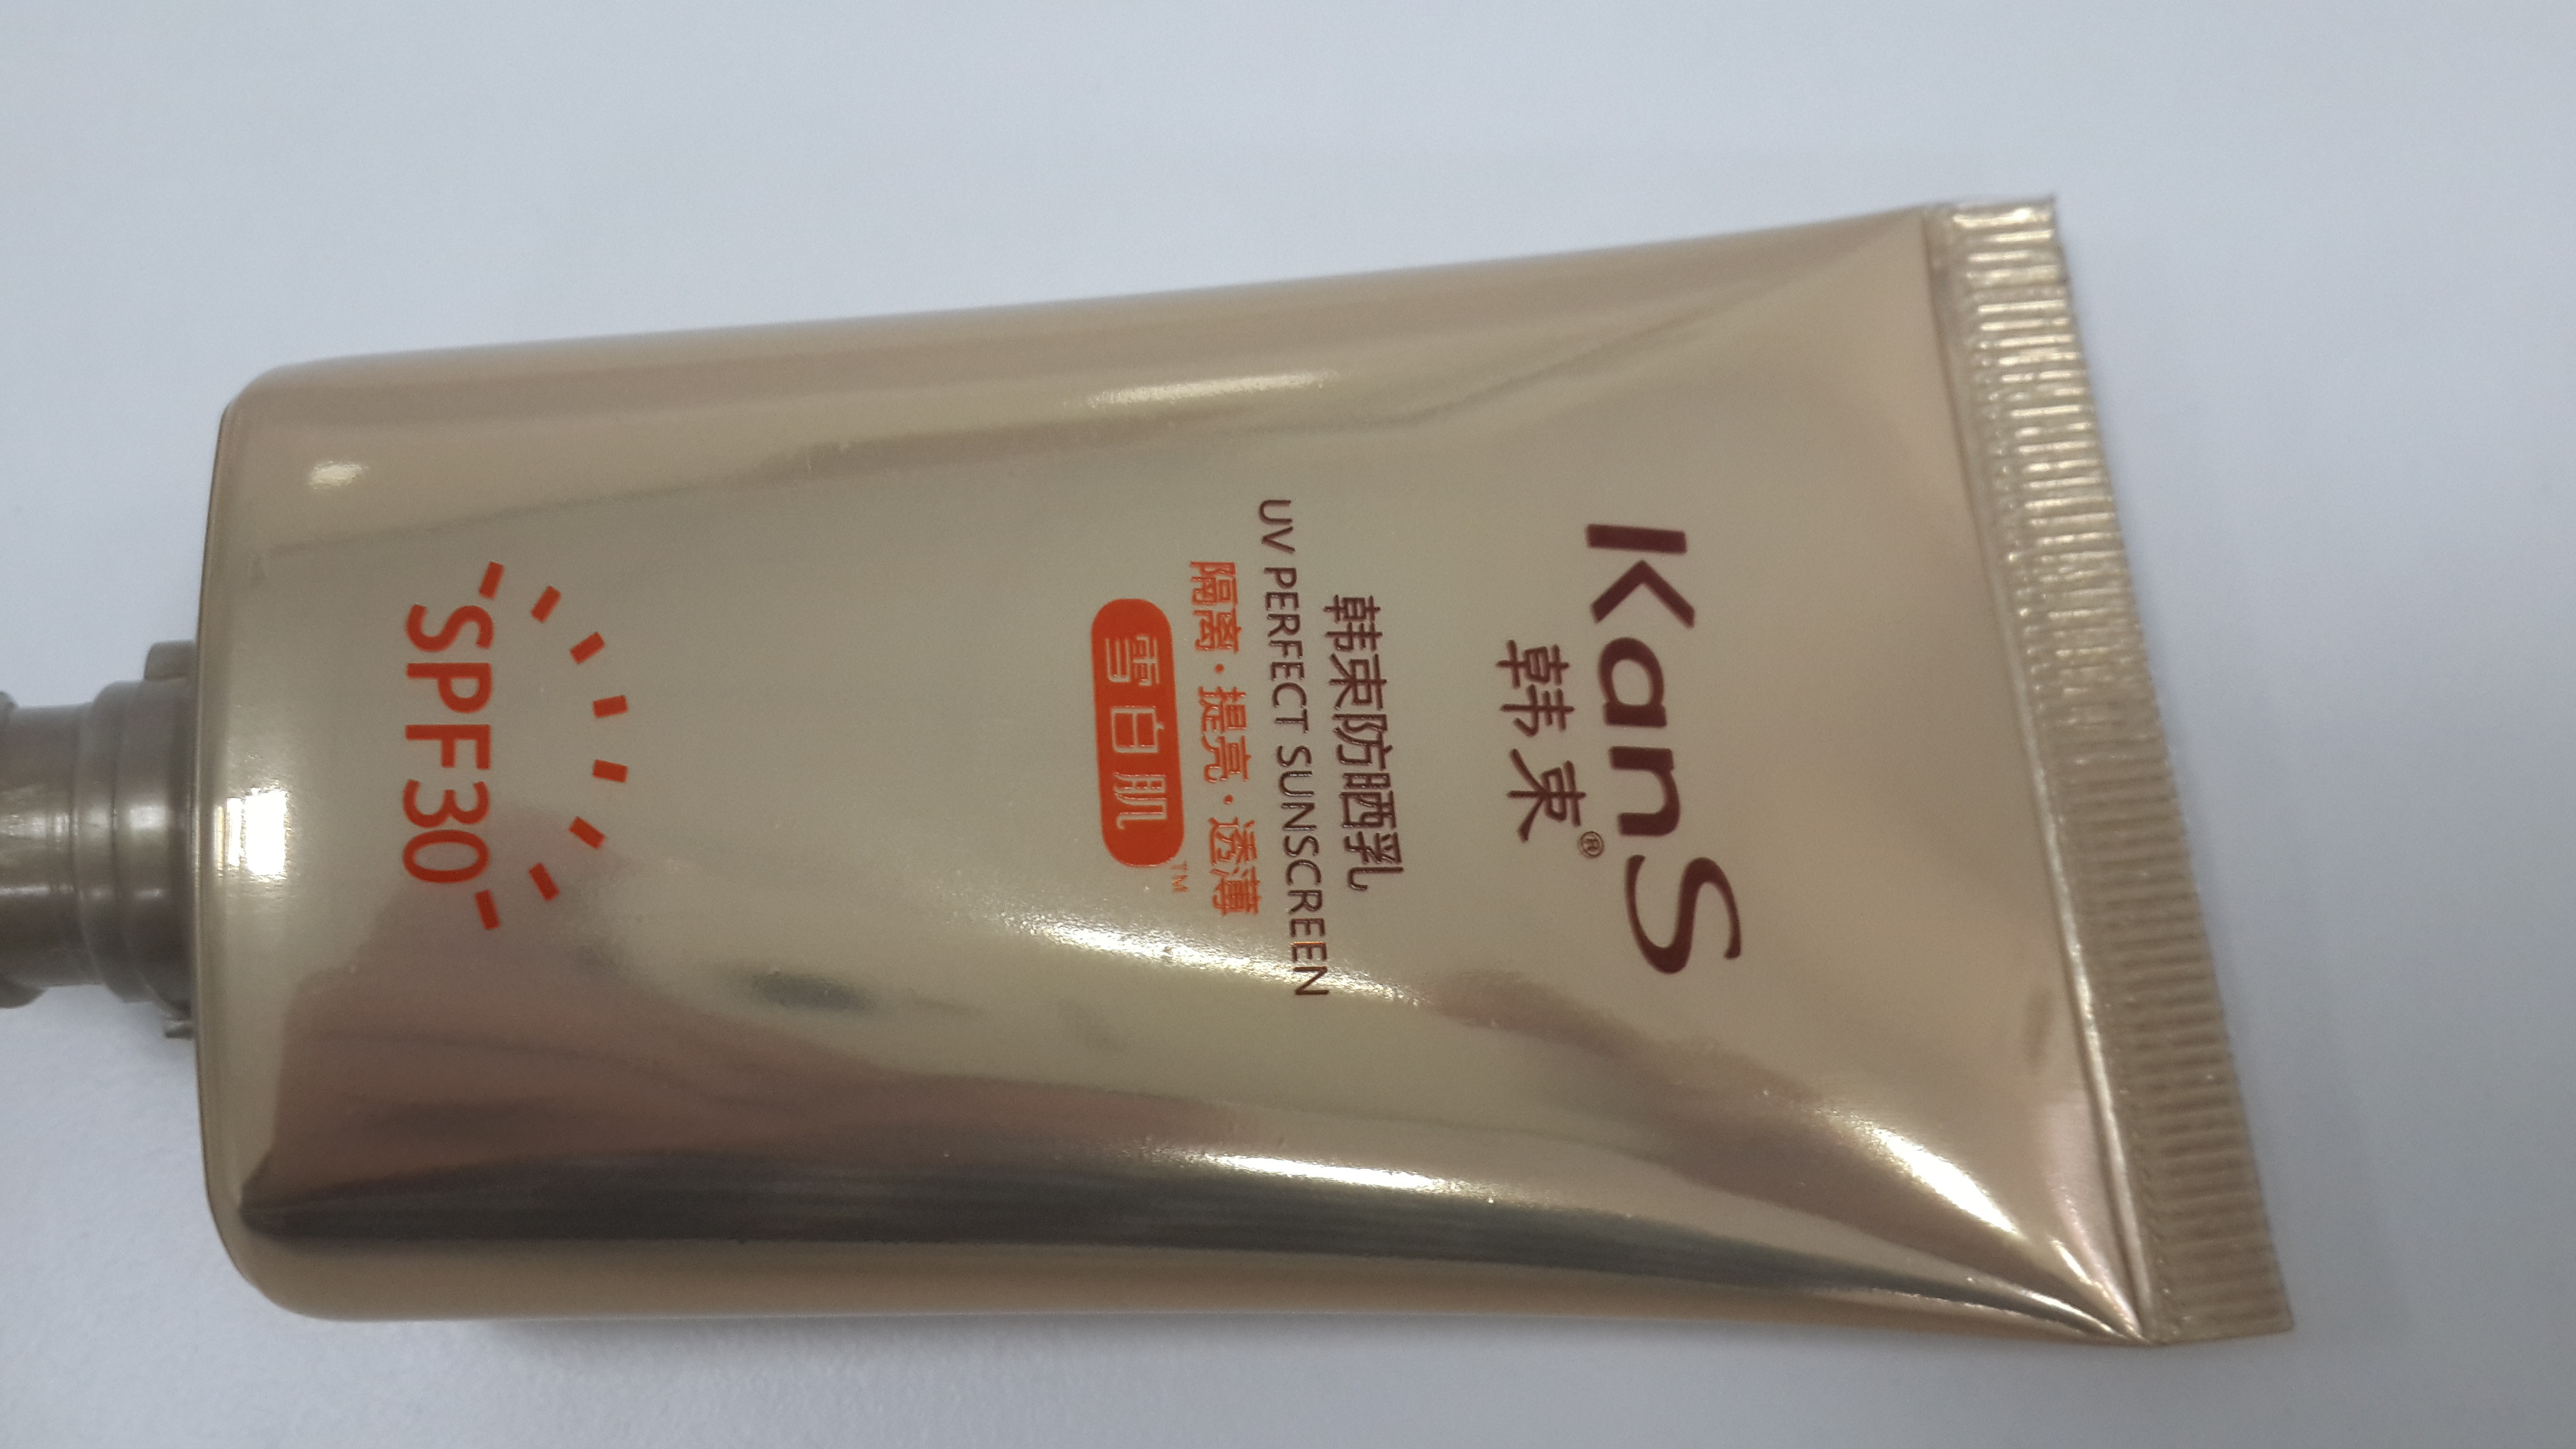 KanS
韩束®
韩束防晒乳
UV PERFECT SUNSCREEN
隔离·提亮·透薄
雪白肌™
SPF30